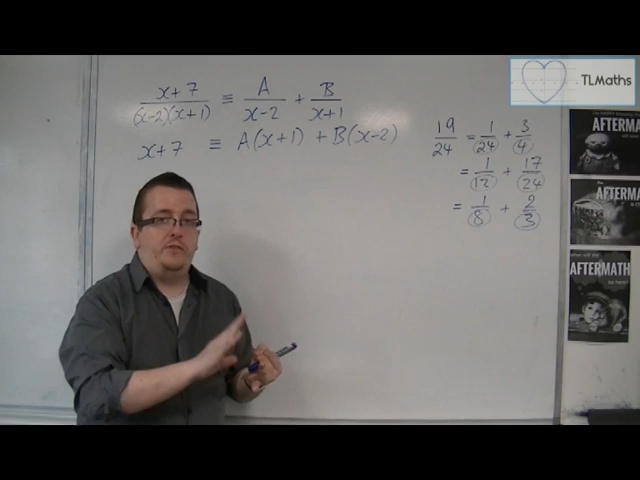 TLMaths
x+7/(x-2)(x+1) ≡ A/x-2 + B/x+1
x+7 ≡ A(x+1) + B(x-2)
19/24 = 1/24 + 3/4
= 1/12 + 17/24
= 1/8 + 2/3
AFTERMATH
AFTERMATH
AFTERMATH